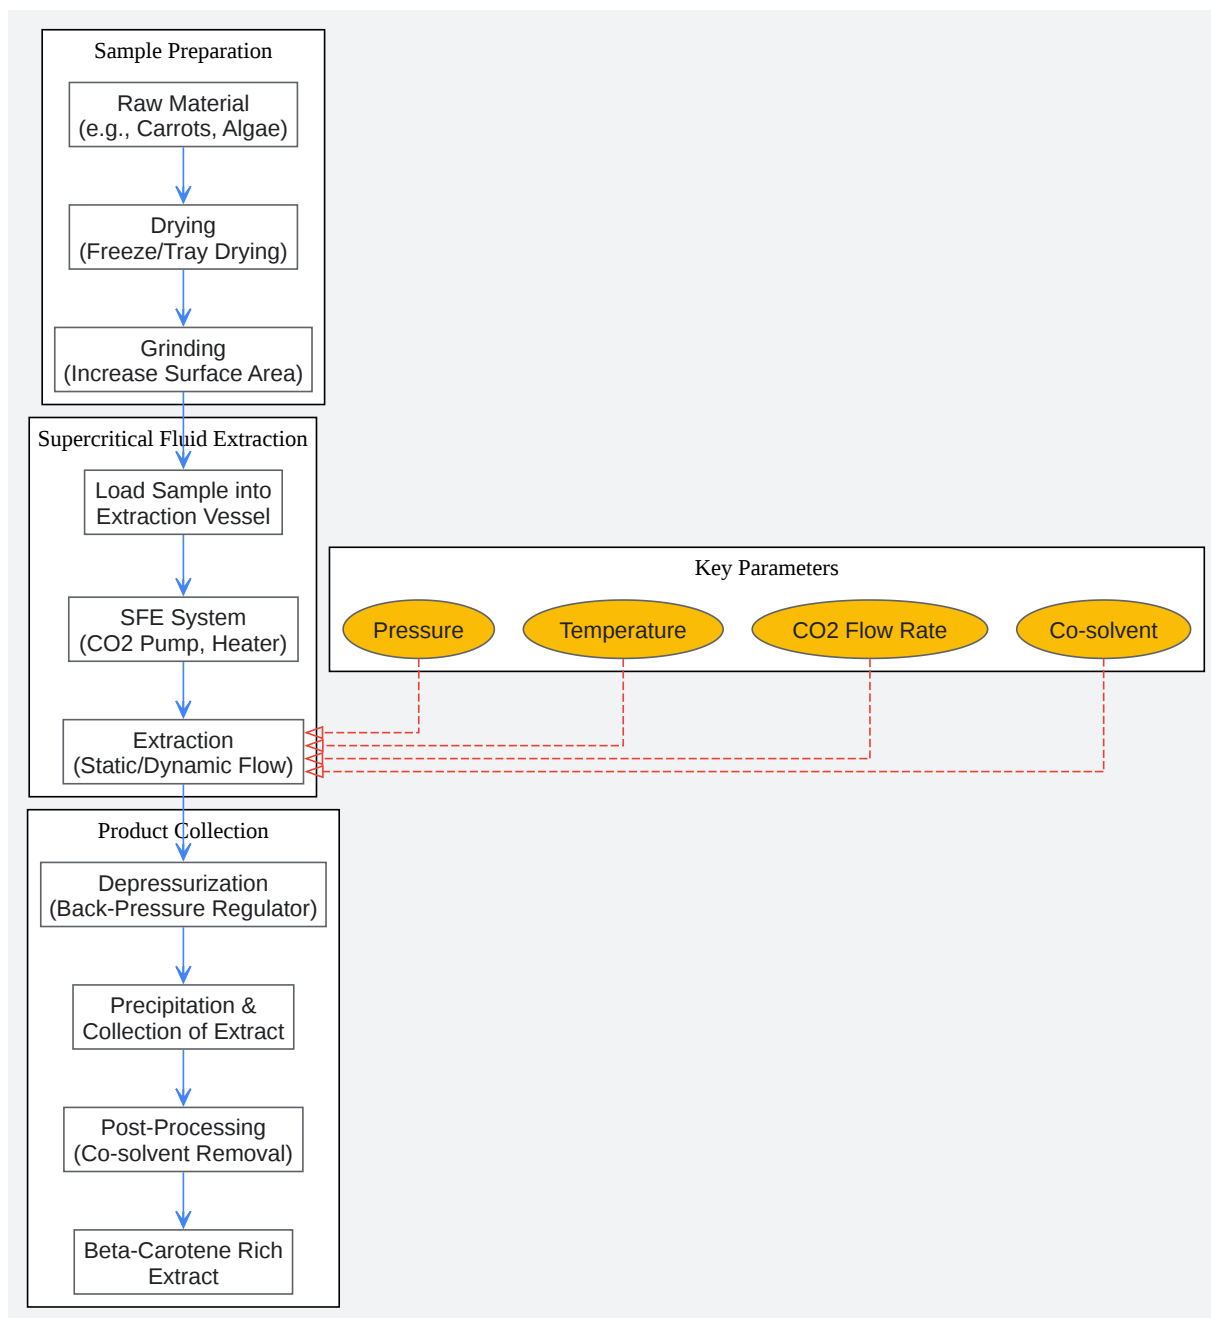 Sample Preparation
Raw Material
(e.g., Carrots, Algae)
Drying
(Freeze/Tray Drying)
Grinding
(Increase Surface Area)
Supercritical Fluid Extraction
Load Sample into
Extraction Vessel
SFE System
(CO2 Pump, Heater)
Extraction
(Static/Dynamic Flow)
Key Parameters
Pressure
Temperature
CO2 Flow Rate
Co-solvent
Product Collection
Depressurization
(Back-Pressure Regulator)
Precipitation &
Collection of Extract
Post-Processing
(Co-solvent Removal)
Beta-Carotene Rich
Extract